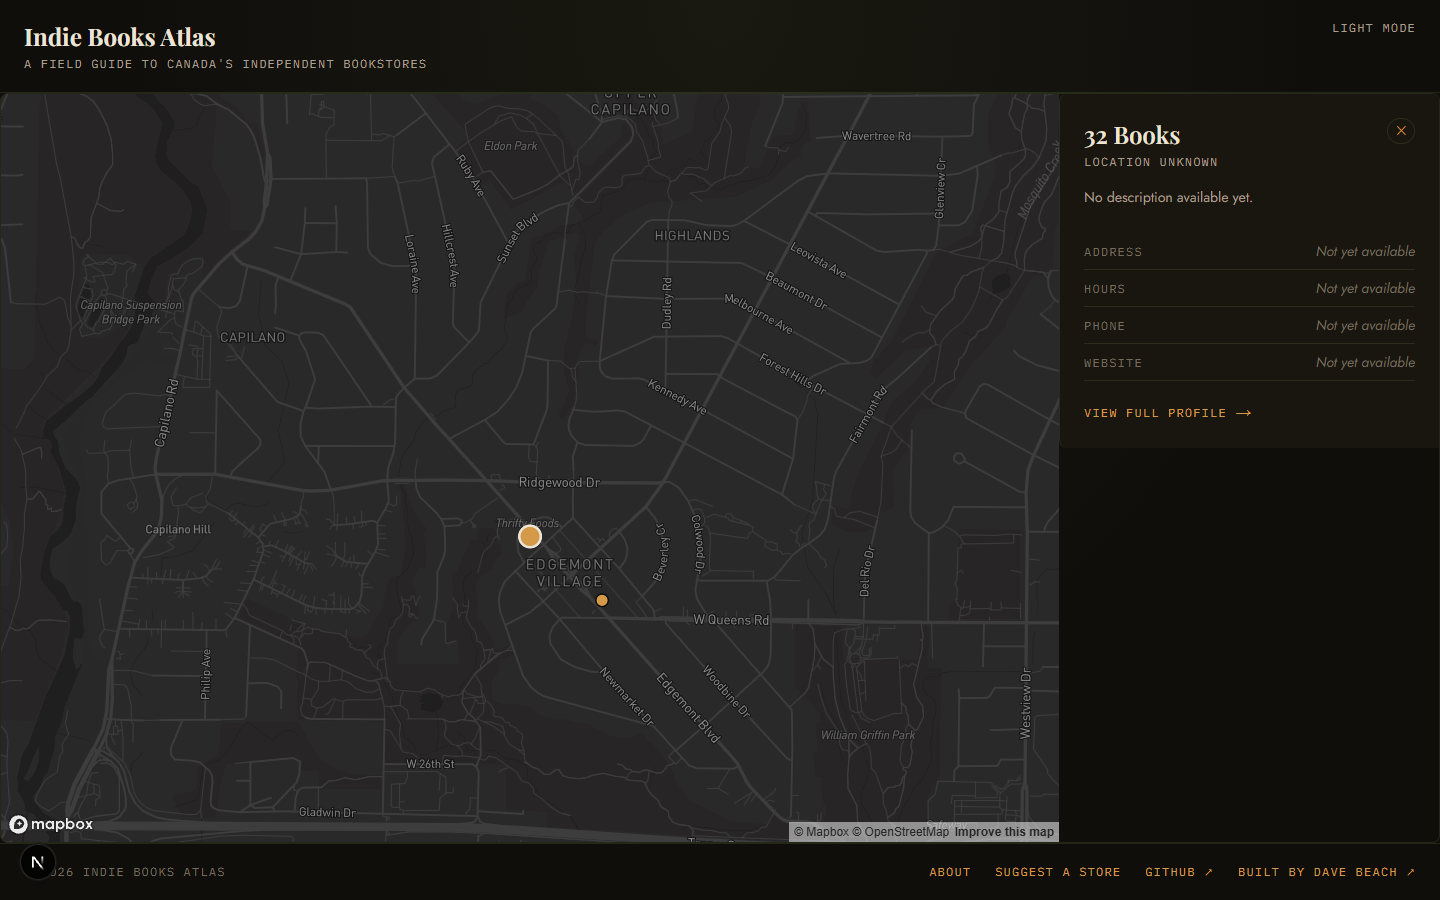 Indie Books Atlas
A FIELD GUIDE TO CANADA'S INDEPENDENT BOOKSTORES
LIGHT MODE
CAPILANO
Eldon Park
Wavertree Rd
Ruby Ave
Glenview Cr
Mosquito Creek
Sunset Blvd
Hillcrest Ave
Loraine Ave
HIGHLANDS
Leovista Ave
Beaumont Dr
Dudley Rd
Melbourne Ave
Capilano Suspension
Bridge Park
CAPILANO
Forest Hills Dr
Kennedy Ave
Capilano Rd
Fairmont Rd
Ridgewood Dr
Thrifty Foods
Capilano Hill
EDGEMONT
VILLAGE
Beverley Cr
Colwood Dr
Del Rio Dr
W Queens Rd
Philip Ave
Newmarket Dr
Edgemont Blvd
Woodbine Dr
Westview Dr
William Griffin Park
W 26th St
Gladwin Dr
mapbox
© Mapbox © OpenStreetMap Improve this map
32 Books
LOCATION UNKNOWN
No description available yet.
ADDRESS Not yet available
HOURS Not yet available
PHONE Not yet available
WEBSITE Not yet available
VIEW FULL PROFILE →
N
26 INDIE BOOKS ATLAS
ABOUT SUGGEST A STORE GITHUB ↗ BUILT BY DAVE BEACH ↗